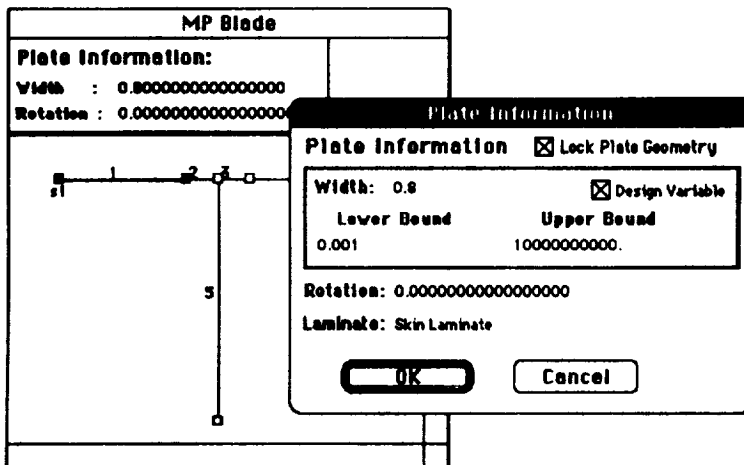 MP Blade
Plate Information:
Width : 0.8000000000000000
Rotation : 0.0000000000000000
1 2 3
s1
5
Plate Information
Plate Information Lock Plate Geometry
Width: 0.8 Design Variable
Lower Bound Upper Bound
0.001 10000000000.
Rotation: 0.00000000000000000
Laminate: Skin Laminate
OK Cancel